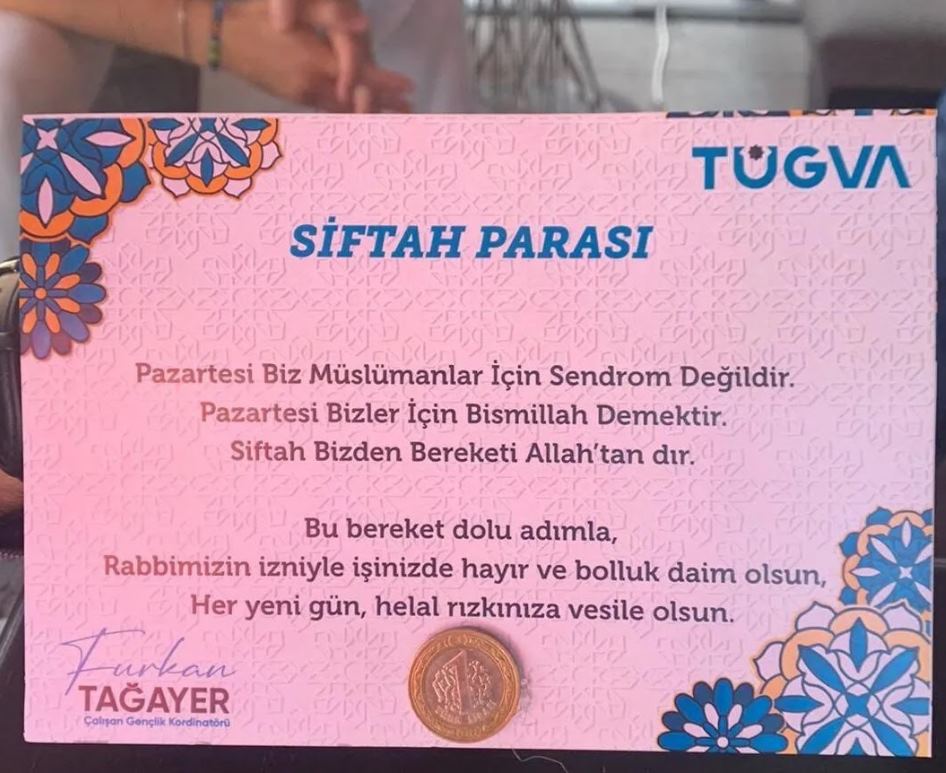 TÜGVA
SİFTAH PARASI
Pazartesi Biz Müslümanlar İçin Sendrom Değildir.
Pazartesi Bizler İçin Bismillah Demektir.
Siftah Bizden Bereketi Allah'tan dır.
Bu bereket dolu adımla,
Rabbimizin izniyle işinizde hayır ve bolluk daim olsun,
Her yeni gün, helal rızkınıza vesile olsun.
Furkan
TAĞAYER
Çalışan Gençlik Kordinatörü
1